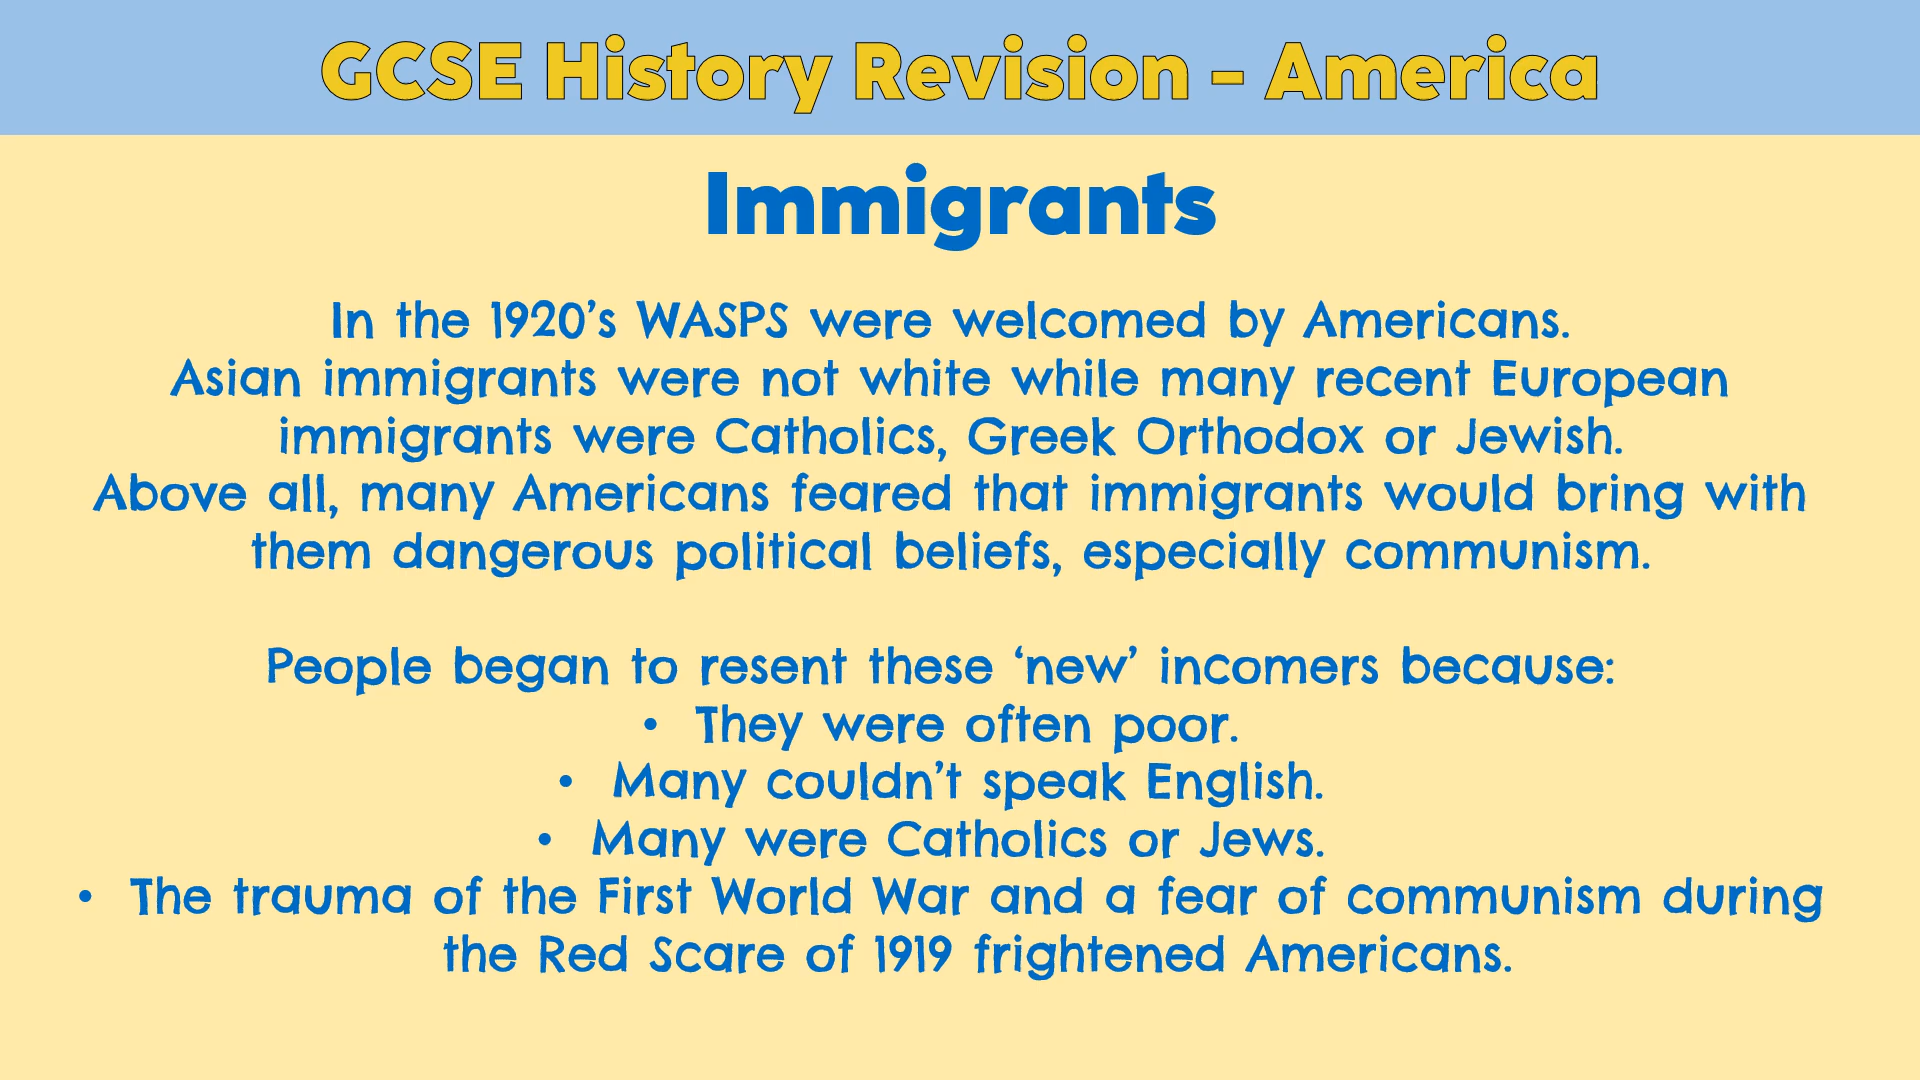 GCSE History Revision – America
Immigrants
In the 1920’s WASPS were welcomed by Americans.
Asian immigrants were not white while many recent European
immigrants were Catholics, Greek Orthodox or Jewish.
Above all, many Americans feared that immigrants would bring with
them dangerous political beliefs, especially communism.
People began to resent these ‘new’ incomers because:
• They were often poor.
• Many couldn’t speak English.
• Many were Catholics or Jews.
• The trauma of the First World War and a fear of communism during
the Red Scare of 1919 frightened Americans.